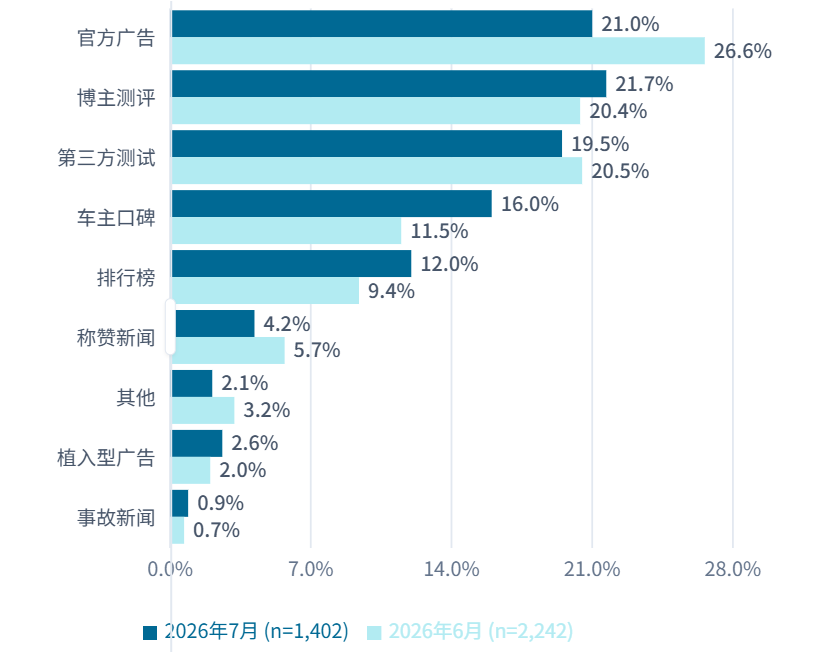 官方广告
21.0%
26.6%
博主测评
21.7%
20.4%
第三方测试
19.5%
20.5%
车主口碑
16.0%
11.5%
排行榜
12.0%
9.4%
称赞新闻
4.2%
5.7%
其他
2.1%
3.2%
植入型广告
2.6%
2.0%
事故新闻
0.9%
0.7%
0.0% 7.0% 14.0% 21.0% 28.0%
2026年7月 (n=1,402) 2026年6月 (n=2,242)